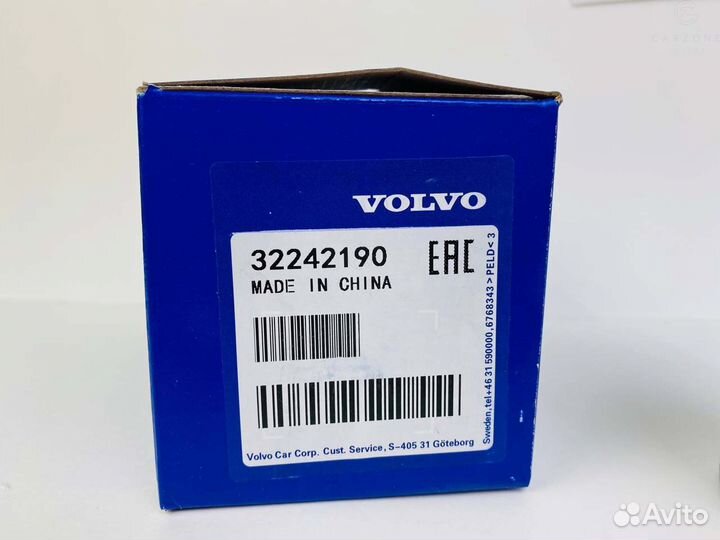 CARZONE
VOLVO
32242190
EAC
MADE IN CHINA
Volvo Car Corp. Cust. Service, S-405 31 Göteborg
Sweden,tel+46 31 590000,6768343>PELD<3
Avito